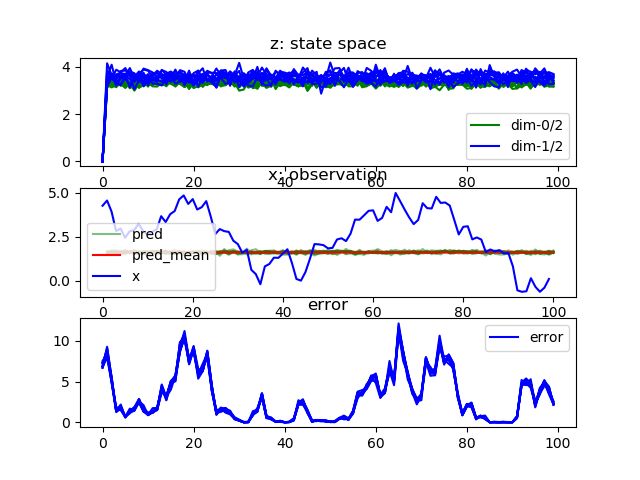 z: state space
4
2
0
dim-0/2
dim-1/2
0 20 40 60 80 100
x: observation
5.0
2.5
0.0
pred
pred_mean
x
0 20 40 60 80 100
error
10
5
0
error
0 20 40 60 80 100